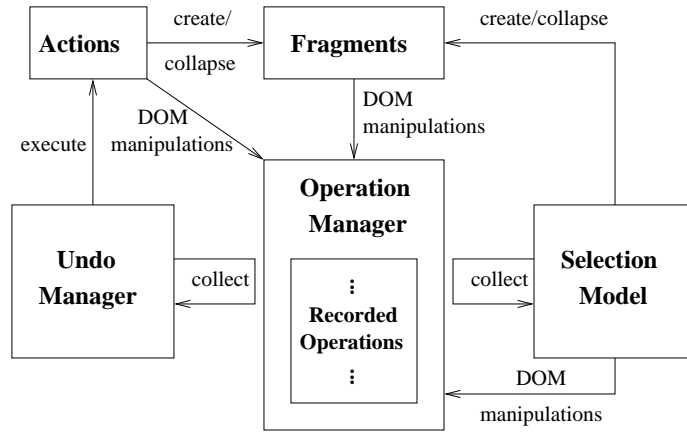 Actions
create/
collapse
Fragments
create/collapse
DOM
manipulations
DOM
manipulations
execute
Operation
Manager
Undo
Manager
collect
Recorded
Operations
collect
Selection
Model
DOM
manipulations